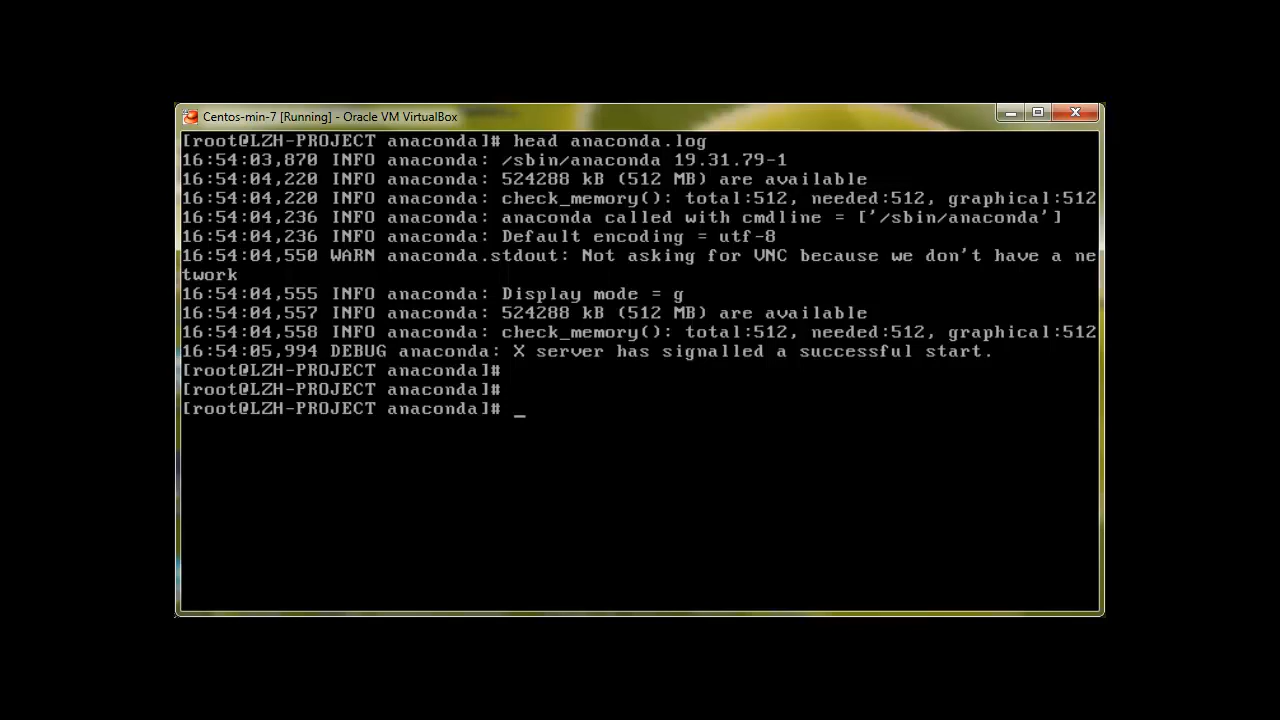 Centos-min-7 [Running] - Oracle VM VirtualBox
[root@LZH-PROJECT anaconda]# head anaconda.log
16:54:03,870 INFO anaconda: /sbin/anaconda 19.31.79-1
16:54:04,220 INFO anaconda: 524288 kB (512 MB) are available
16:54:04,220 INFO anaconda: check_memory(): total:512, needed:512, graphical:512
16:54:04,236 INFO anaconda: anaconda called with cmdline = ['/sbin/anaconda']
16:54:04,236 INFO anaconda: Default encoding = utf-8
16:54:04,550 WARN anaconda.stdout: Not asking for VNC because we don't have a ne
twork
16:54:04,555 INFO anaconda: Display mode = g
16:54:04,557 INFO anaconda: 524288 kB (512 MB) are available
16:54:04,558 INFO anaconda: check_memory(): total:512, needed:512, graphical:512
16:54:05,994 DEBUG anaconda: X server has signalled a successful start.
[root@LZH-PROJECT anaconda]#
[root@LZH-PROJECT anaconda]#
[root@LZH-PROJECT anaconda]# _